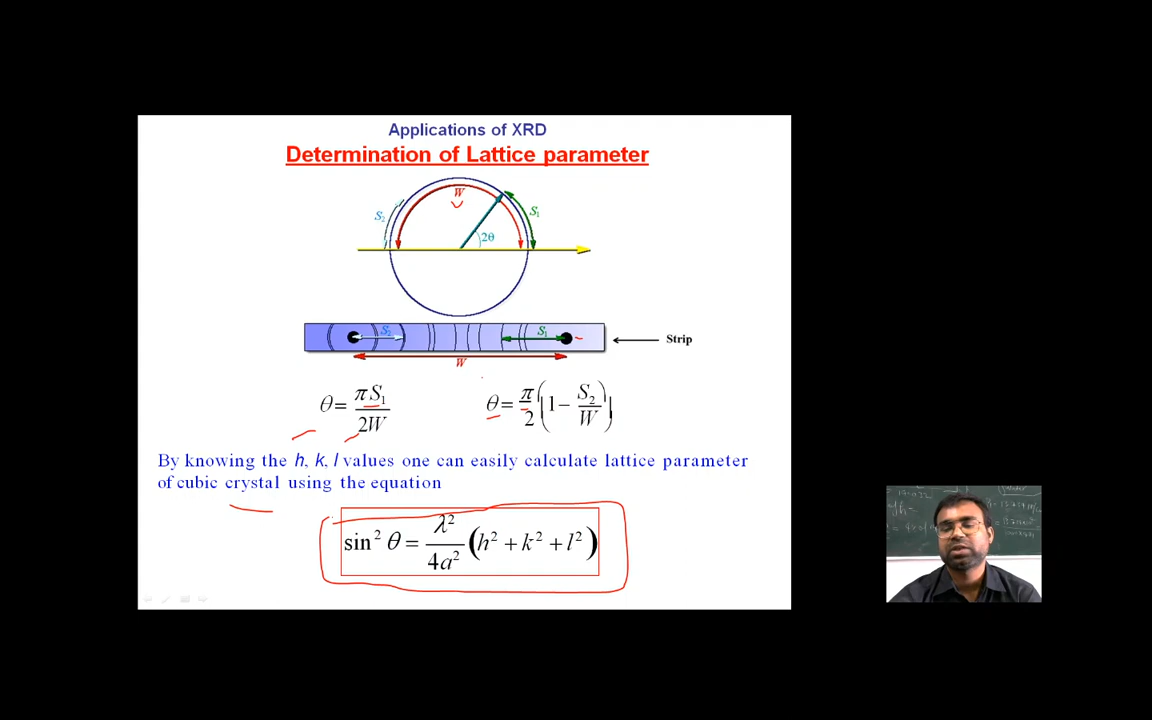 Applications of XRD
Determination of Lattice parameter
W
S₂
S₁
2θ
S₂
S₁
Strip
W
θ = πS₁/2W
θ = π/2 (1 − S₂/W)
By knowing the h, k, l values one can easily calculate lattice parameter
of cubic crystal using the equation
sin² θ = λ²/4a² (h² + k² + l²)